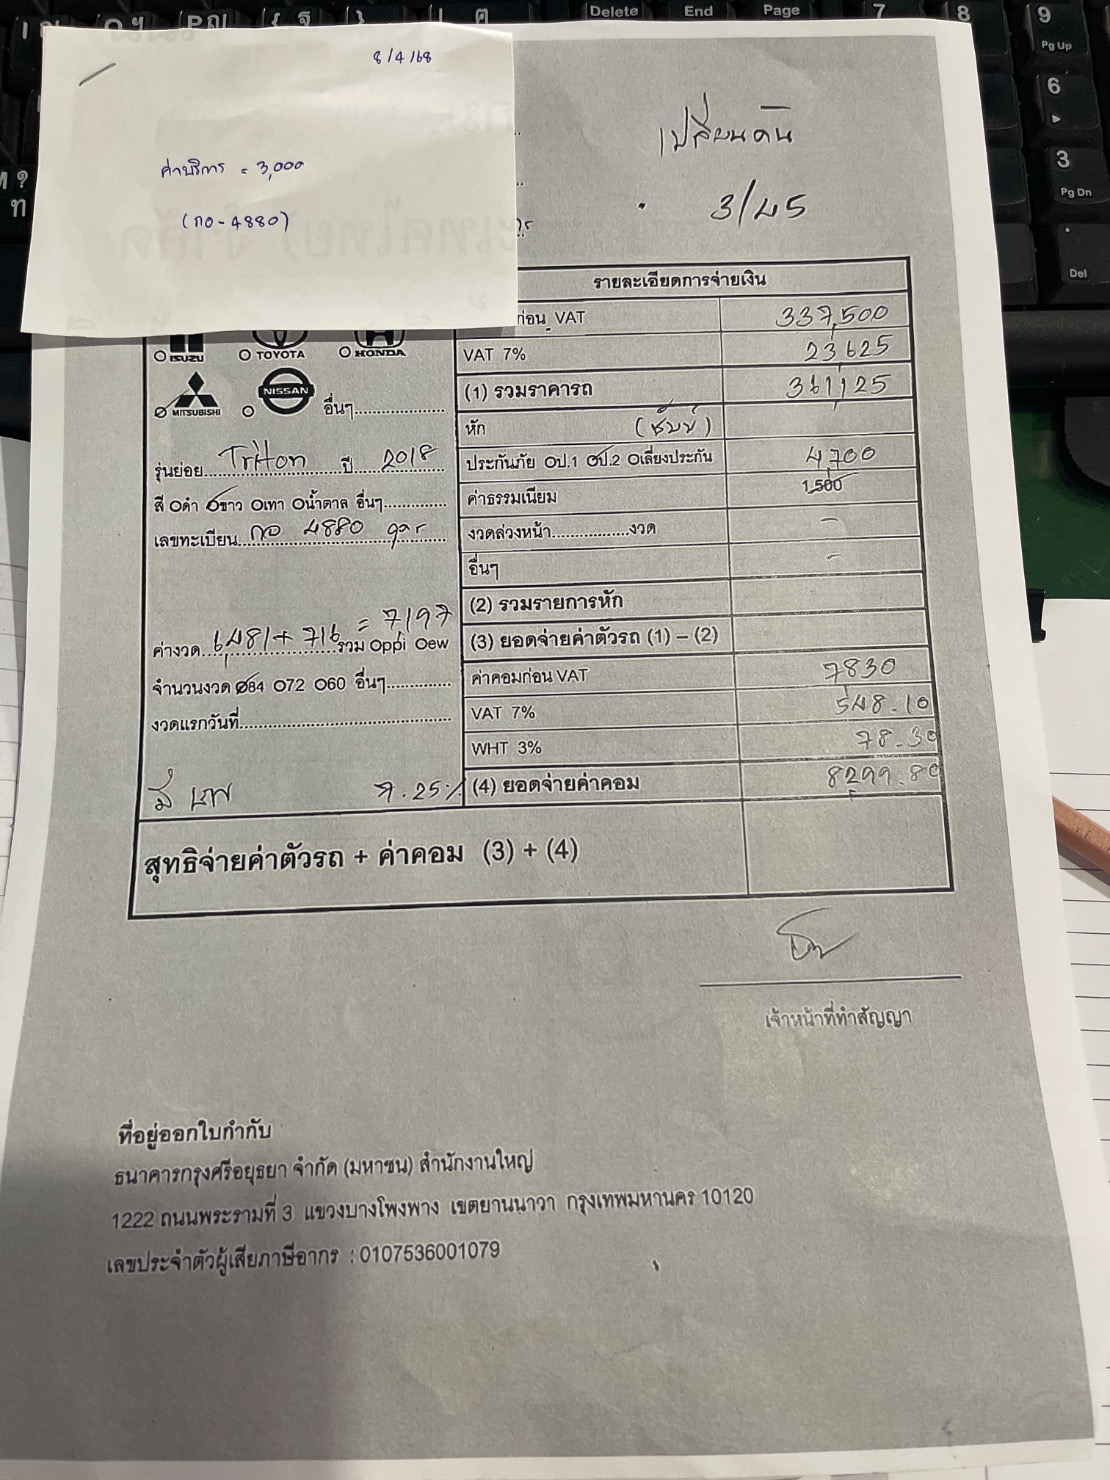 Delete End Page 7 8 9 Pg Up
6
3 Pg Dn
Del
8/4/68
ค่าบริการ = 3,000
(กอ-4880)
เปลี่ยนคัน
3/45
รายละเอียดการจ่ายเงิน
ก่อน VAT 337,500
VAT 7% 23,625
(1) รวมราคารถ 361,125
หัก
ประกันภัย ป.1 ป.2 เลี่ยงประกัน 4,700
ค่าธรรมเนียม 1,500
งวดล่วงหน้า................งวด -
อื่นๆ -
(2) รวมรายการหัก
(3) ยอดจ่ายค่าตัวรถ (1) – (2)
ค่าคอมก่อน VAT 7,830
VAT 7% 548.10
WHT 3% 78.30
(4) ยอดจ่ายค่าคอม 8,299.80
ISUZU TOYOTA HONDA
MITSUBISHI NISSAN อื่นๆ....................
รุ่นย่อย Triton ปี 2018
สี ดำ ขาว เทา น้ำตาล อื่นๆ..............
เลขทะเบียน กอ 4880
ค่างวด 6,481 + 716 = 7197 รวม ppi ew
จำนวนงวด 84 72 60 อื่นๆ..............
งวดแรกวันที่
7.25%
สุทธิจ่ายค่าตัวรถ + ค่าคอม (3) + (4)
เจ้าหน้าที่ทำสัญญา
ที่อยู่ออกใบกำกับ
ธนาคารกรุงศรีอยุธยา จำกัด (มหาชน) สำนักงานใหญ่
1222 ถนนพระรามที่ 3 แขวงบางโพงพาง เขตยานนาวา กรุงเทพมหานคร 10120
เลขประจำตัวผู้เสียภาษีอากร : 0107536001079